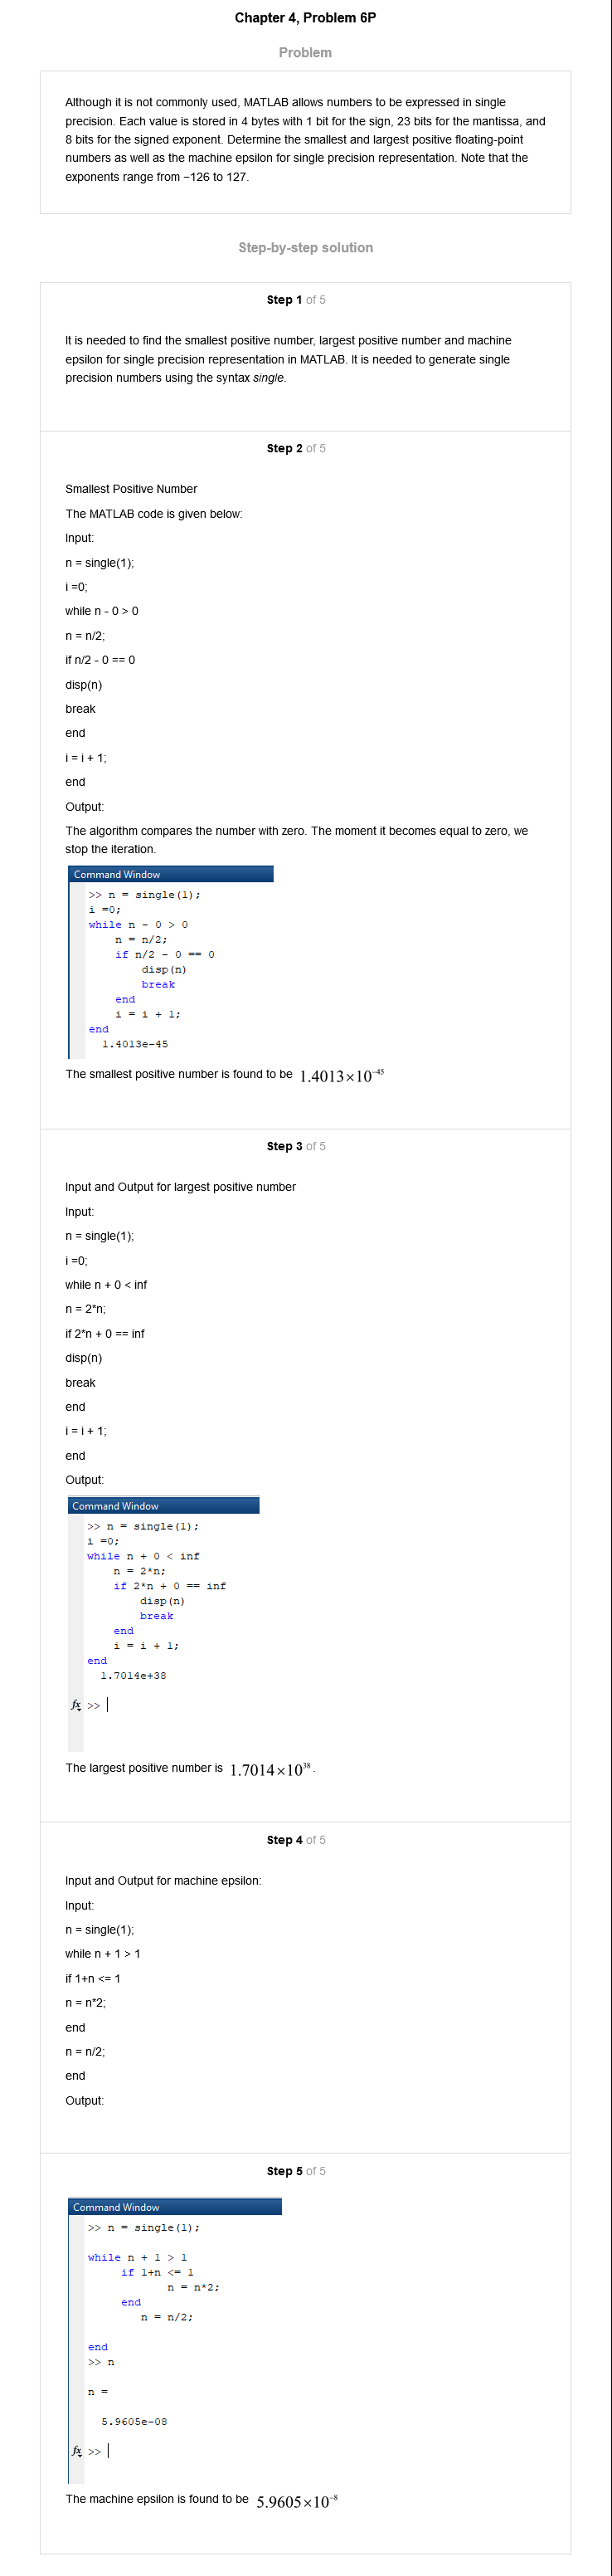 Chapter 4, Problem 6P
Problem
Although it is not commonly used, MATLAB allows numbers to be expressed in single
precision. Each value is stored in 4 bytes with 1 bit for the sign, 23 bits for the mantissa, and
8 bits for the signed exponent. Determine the smallest and largest positive floating-point
numbers as well as the machine epsilon for single precision representation. Note that the
exponents range from −126 to 127.
Step-by-step solution
Step 1 of 5
It is needed to find the smallest positive number, largest positive number and machine
epsilon for single precision representation in MATLAB. It is needed to generate single
precision numbers using the syntax single.
Step 2 of 5
Smallest Positive Number
The MATLAB code is given below:
Input:
n = single(1);
i =0;
while n - 0 > 0
n = n/2;
if n/2 - 0 == 0
disp(n)
break
end
i = i + 1;
end
Output:
The algorithm compares the number with zero. The moment it becomes equal to zero, we
stop the iteration.
Command Window
>> n = single(1);
i =0;
while n - 0 > 0
n = n/2;
if n/2 - 0 == 0
disp(n)
break
end
i = i + 1;
end
1.4013e-45
The smallest positive number is found to be 1.4013×10⁻⁴⁵
Step 3 of 5
Input and Output for largest positive number
Input:
n = single(1);
i =0;
while n + 0 < inf
n = 2*n;
if 2*n + 0 == inf
disp(n)
break
end
i = i + 1;
end
Output:
Command Window
>> n = single(1);
i =0;
while n + 0 < inf
n = 2*n;
if 2*n + 0 == inf
disp(n)
break
end
i = i + 1;
end
1.7014e+38
fx >>
The largest positive number is 1.7014×10³⁸.
Step 4 of 5
Input and Output for machine epsilon:
Input:
n = single(1);
while n + 1 > 1
if 1+n <= 1
n = n*2;
end
n = n/2;
end
Output:
Step 5 of 5
Command Window
>> n = single(1);
while n + 1 > 1
if 1+n <= 1
n = n*2;
end
n = n/2;
end
>> n
n =
5.9605e-08
fx >>
The machine epsilon is found to be 5.9605×10⁻⁸